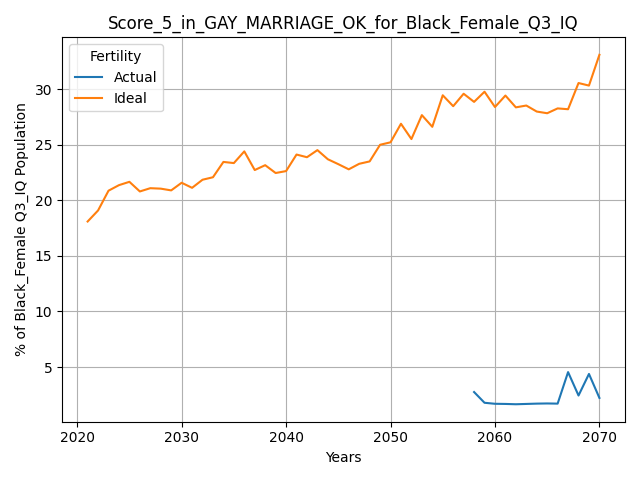 Score_5_in_GAY_MARRIAGE_OK_for_Black_Female_Q3_IQ
Fertility
Actual
Ideal
% of Black_Female Q3_IQ Population
30
25
20
15
10
5
2020 2030 2040 2050 2060 2070
Years